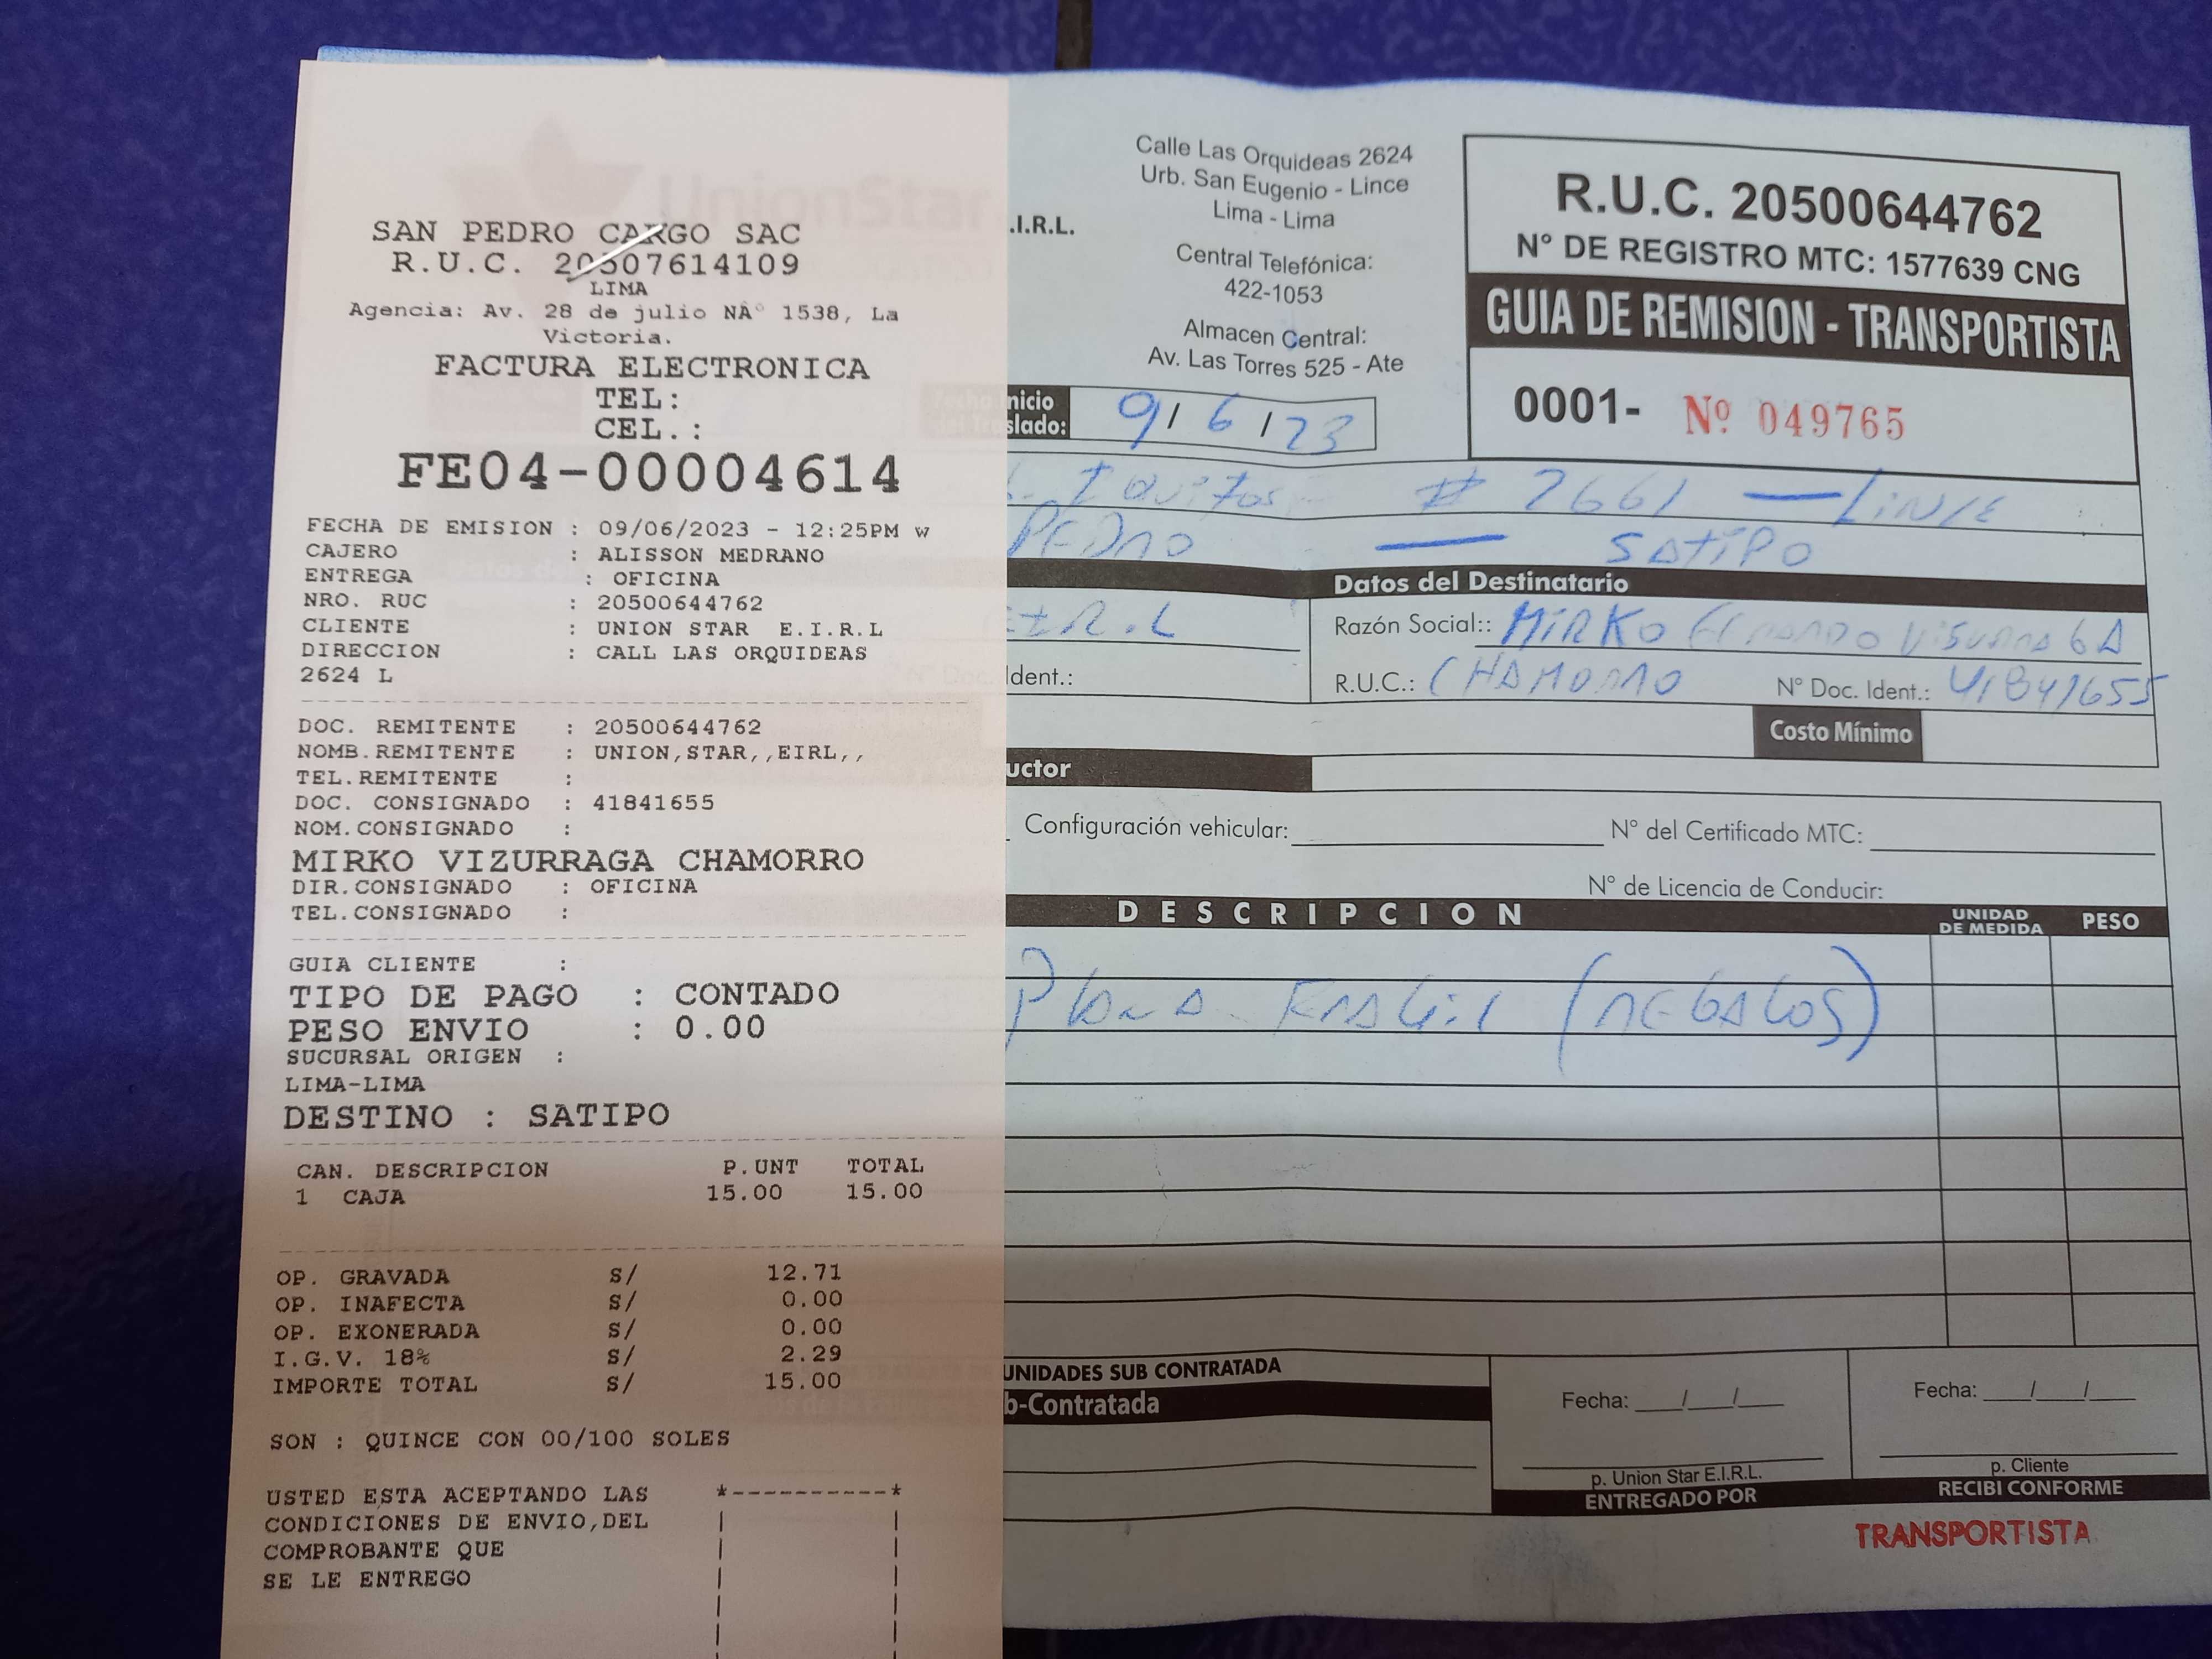 UnionStar
SAN PEDRO CARGO SAC
R.U.C. 20507614109
LIMA
Agencia: Av. 28 de julio NÂ° 1538, La
Victoria.
FACTURA ELECTRONICA
TEL:
CEL.:
FE04-00004614
FECHA DE EMISION : 09/06/2023 - 12:25PM w
CAJERO : ALISSON MEDRANO
ENTREGA : OFICINA
NRO. RUC : 20500644762
CLIENTE : UNION STAR E.I.R.L
DIRECCION : CALL LAS ORQUIDEAS
2624 L
DOC. REMITENTE : 20500644762
NOMB.REMITENTE : UNION,STAR,,EIRL,,
TEL.REMITENTE :
DOC. CONSIGNADO : 41841655
NOM.CONSIGNADO :
MIRKO VIZURRAGA CHAMORRO
DIR.CONSIGNADO : OFICINA
TEL.CONSIGNADO :
GUIA CLIENTE :
TIPO DE PAGO : CONTADO
PESO ENVIO : 0.00
SUCURSAL ORIGEN :
LIMA-LIMA
DESTINO : SATIPO
CAN. DESCRIPCION P.UNT TOTAL
1 CAJA 15.00 15.00
OP. GRAVADA S/ 12.71
OP. INAFECTA S/ 0.00
OP. EXONERADA S/ 0.00
I.G.V. 18% S/ 2.29
IMPORTE TOTAL S/ 15.00
SON : QUINCE CON 00/100 SOLES
USTED ESTA ACEPTANDO LAS
CONDICIONES DE ENVIO,DEL
COMPROBANTE QUE
SE LE ENTREGO
.I.R.L.
Calle Las Orquideas 2624
Urb. San Eugenio - Lince
Lima - Lima
Central Telefónica:
422-1053
Almacen Central:
Av. Las Torres 525 - Ate
R.U.C. 20500644762
N° DE REGISTRO MTC: 1577639 CNG
GUIA DE REMISION - TRANSPORTISTA
0001- Nº 049765
Fecha Inicio
del Traslado: 9/6/23
Iquitos # 2661 — Lince
PEDRO — SATIPO
Datos del Destinatario
E.I.R.L
Razón Social:: MIRKO
Ident.:
R.U.C.: CHAMORRO N° Doc. Ident.: 41841655
Costo Mínimo
uctor
Configuración vehicular: N° del Certificado MTC:
N° de Licencia de Conducir:
DESCRIPCION UNIDAD DE MEDIDA PESO
Fragil (REGALOS)
UNIDADES SUB CONTRATADA
b-Contratada
Fecha: / /
p. Union Star E.I.R.L.
ENTREGADO POR
Fecha: / /
p. Cliente
RECIBI CONFORME
TRANSPORTISTA